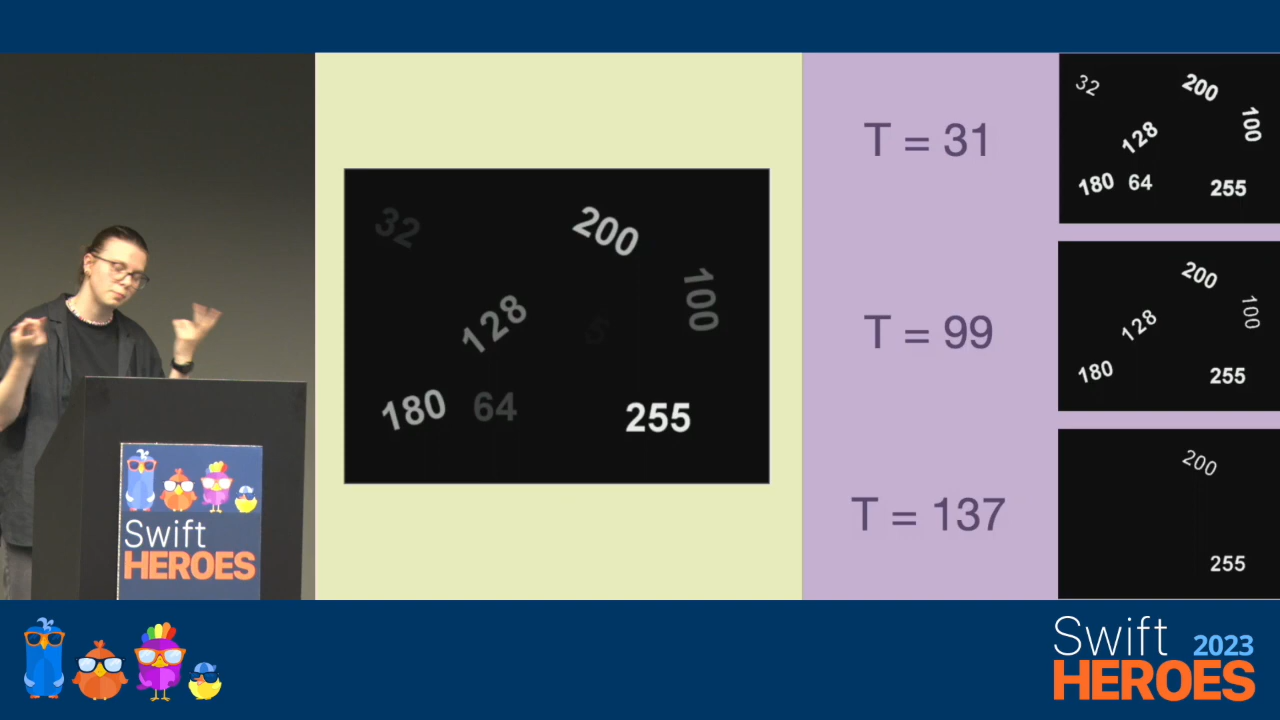 32
200
100
128
5
180 64
255
T = 31
32
200
100
128
180 64
255
T = 99
200
100
128
180
255
T = 137
200
255
Swift
HEROES
Swift 2023
HEROES